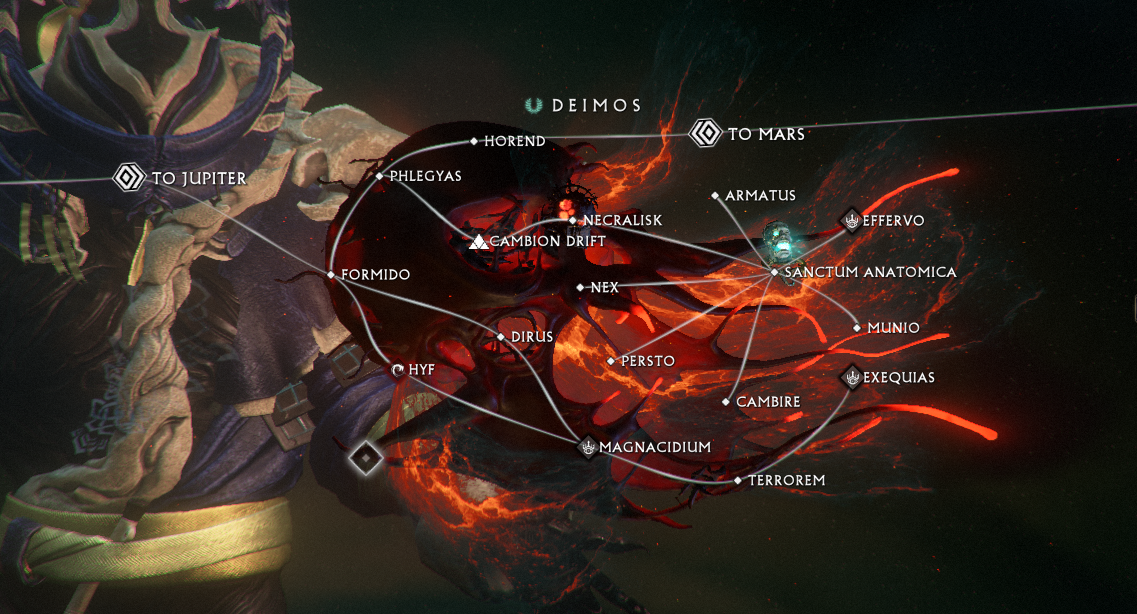 DEIMOS
TO MARS
HOREND
TO JUPITER
PHLEGYAS
ARMATUS
NECRALISK
EFFERVO
CAMBION DRIFT
FORMIDO
SANCTUM ANATOMICA
NEX
MUNIO
DIRUS
PERSTO
HYF
EXEQUIAS
CAMBIRE
MAGNACIDIUM
TERROREM